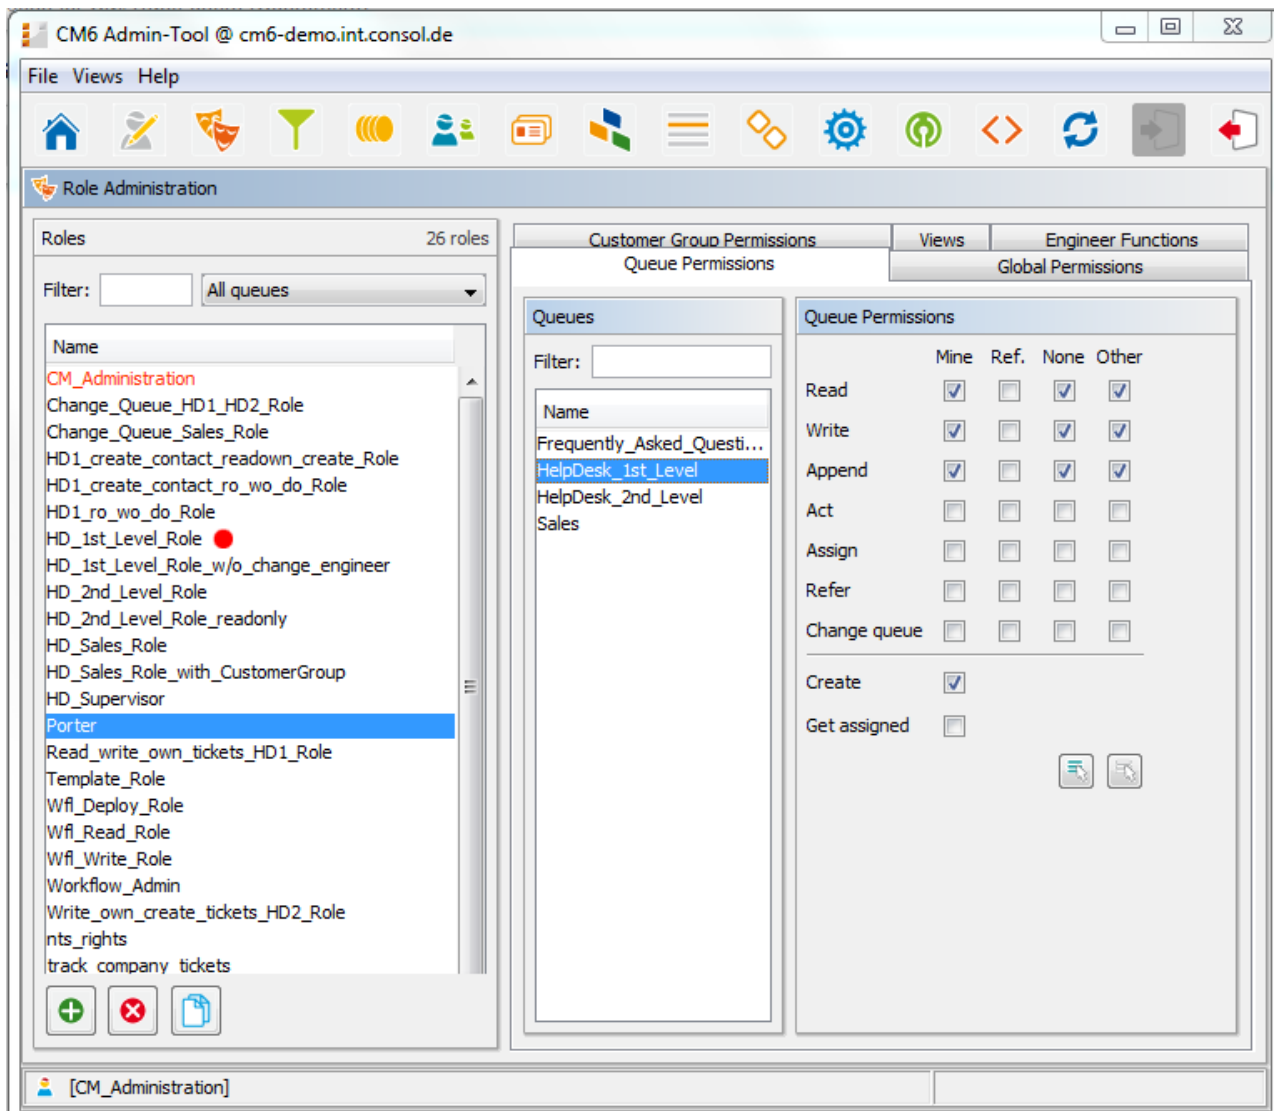 CM6 Admin-Tool @ cm6-demo.int.consol.de
File Views Help
Role Administration
Roles 26 roles
Filter: All queues
Name
CM_Administration
Change_Queue_HD1_HD2_Role
Change_Queue_Sales_Role
HD1_create_contact_readown_create_Role
HD1_create_contact_ro_wo_do_Role
HD1_ro_wo_do_Role
HD_1st_Level_Role
HD_1st_Level_Role_w/o_change_engineer
HD_2nd_Level_Role
HD_2nd_Level_Role_readonly
HD_Sales_Role
HD_Sales_Role_with_CustomerGroup
HD_Supervisor
Porter
Read_write_own_tickets_HD1_Role
Template_Role
Wfl_Deploy_Role
Wfl_Read_Role
Wfl_Write_Role
Workflow_Admin
Write_own_create_tickets_HD2_Role
nts_rights
track_company_tickets
Customer Group Permissions Views Engineer Functions
Queue Permissions Global Permissions
Queues
Filter:
Name
Frequently_Asked_Questi...
HelpDesk_1st_Level
HelpDesk_2nd_Level
Sales
Queue Permissions
Mine Ref. None Other
Read
Write
Append
Act
Assign
Refer
Change queue
Create
Get assigned
[CM_Administration]